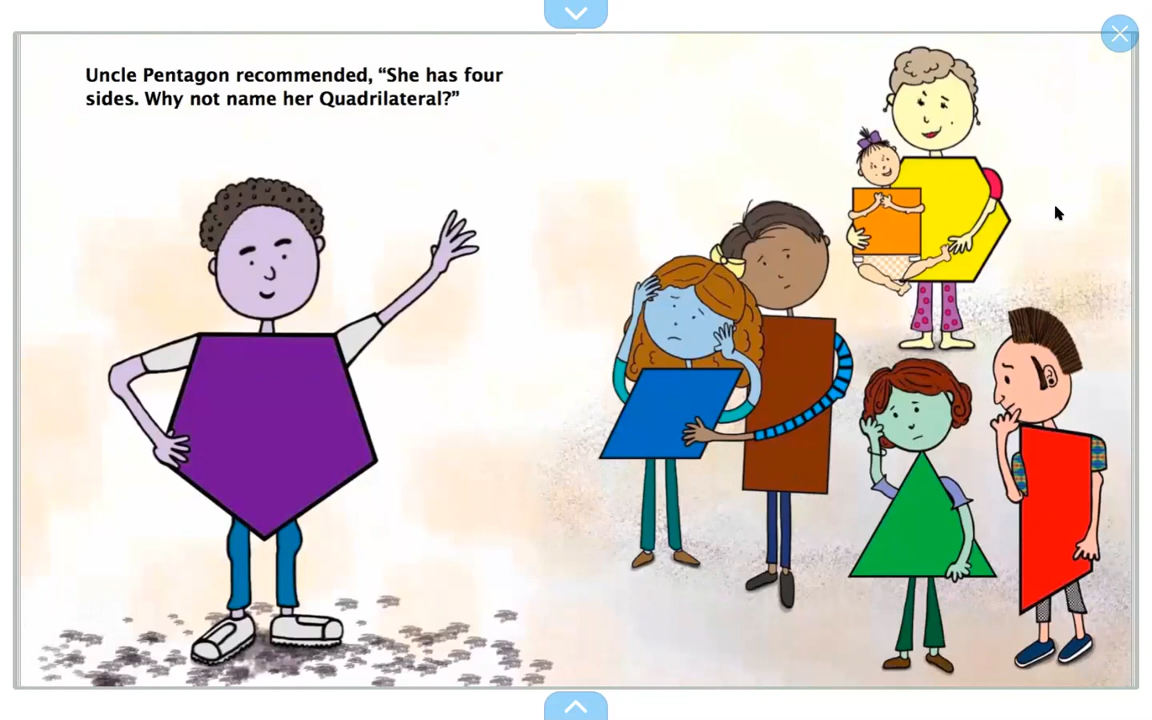 Uncle Pentagon recommended, “She has four
sides. Why not name her Quadrilateral?”